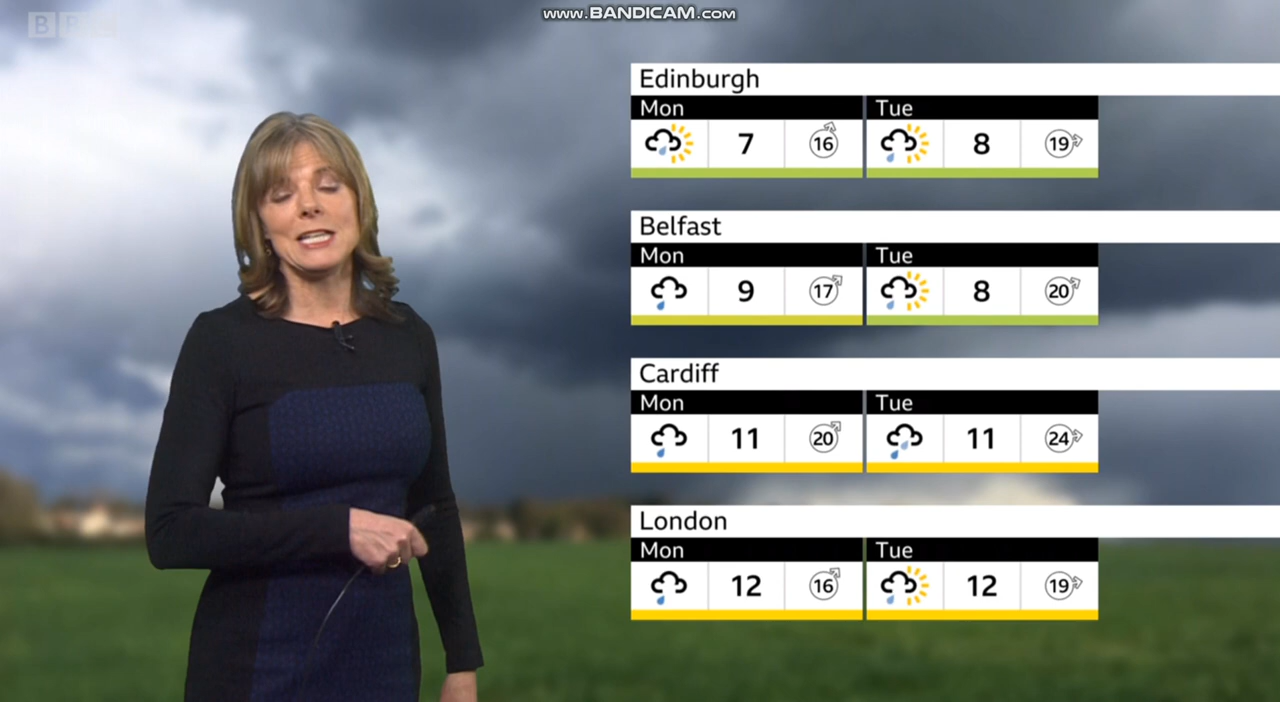 www.BANDICAM.com
BBC
Edinburgh
Mon Tue
7 16 8 19
Belfast
Mon Tue
9 17 8 20
Cardiff
Mon Tue
11 20 11 24
London
Mon Tue
12 16 12 19